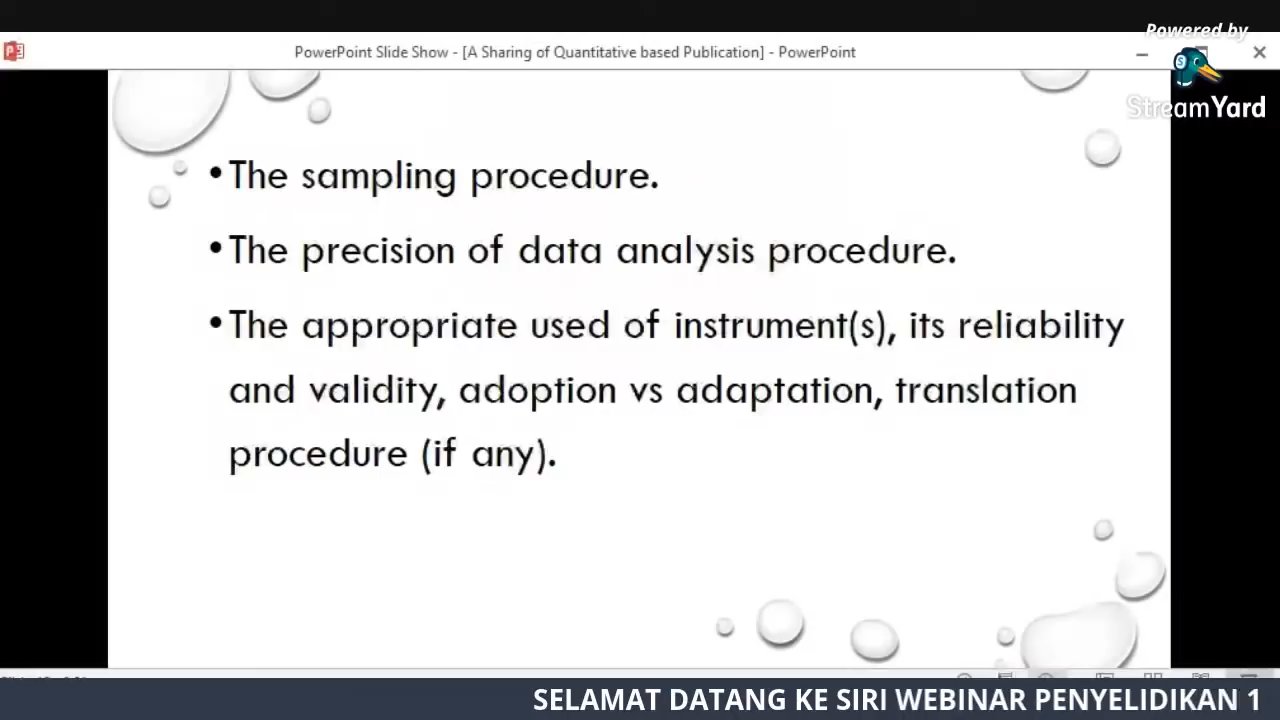 Powered by
PowerPoint Slide Show - [A Sharing of Quantitative based Publication] - PowerPoint
StreamYard
• The sampling procedure.
• The precision of data analysis procedure.
• The appropriate used of instrument(s), its reliability
and validity, adoption vs adaptation, translation
procedure (if any).
SELAMAT DATANG KE SIRI WEBINAR PENYELIDIKAN 1